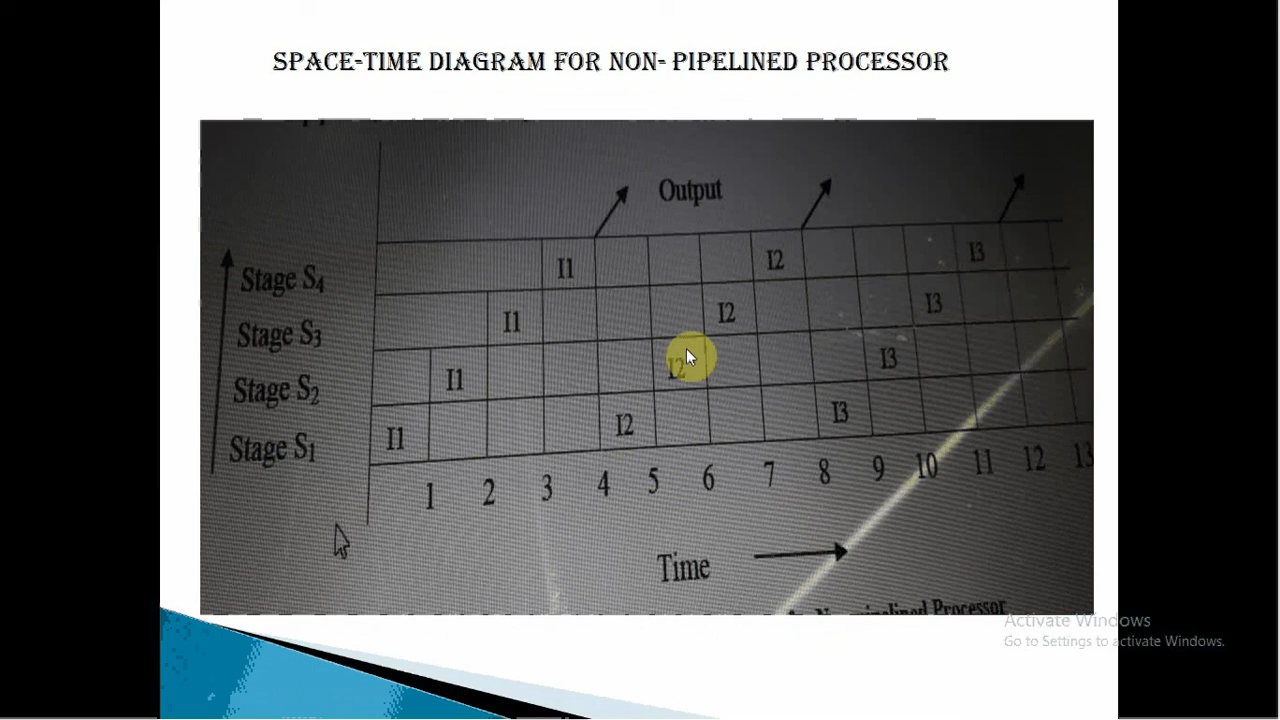 SPACE-TIME DIAGRAM FOR NON- PIPELINED PROCESSOR
Output
Stage S4 I1 I2 I3
Stage S3 I1 I2 I3
Stage S2 I1 I2 I3
Stage S1 I1 I2 I3
1 2 3 4 5 6 7 8 9 10 11 12 13
Time
Processor
Activate Windows
Go to Settings to activate Windows.